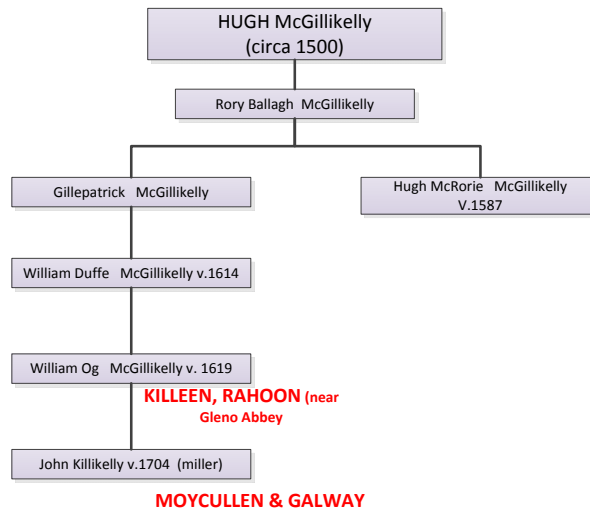 HUGH McGillikelly
(circa 1500)
Rory Ballagh McGillikelly
Gillepatrick McGillikelly
Hugh McRorie McGillikelly
V.1587
William Duffe McGillikelly v.1614
William Og McGillikelly v. 1619
KILLEEN, RAHOON (near
Gleno Abbey
John Killikelly v.1704 (miller)
MOYCULLEN & GALWAY